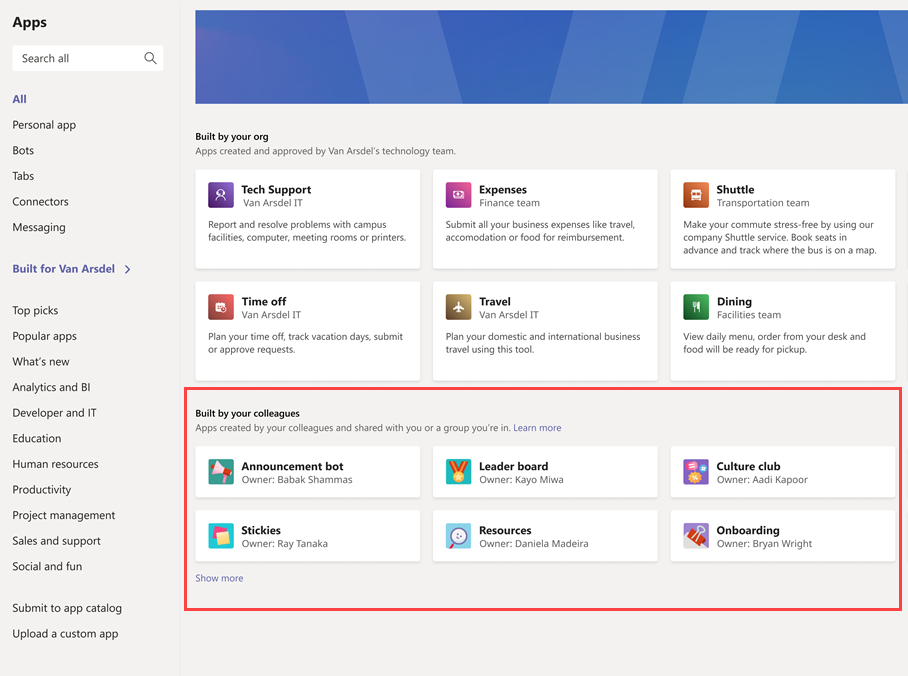 Apps
Search all
All
Personal app
Bots
Tabs
Connectors
Messaging
Built for Van Arsdel
Top picks
Popular apps
What's new
Analytics and BI
Developer and IT
Education
Human resources
Productivity
Project management
Sales and support
Social and fun
Submit to app catalog
Upload a custom app
Built by your org
Apps created and approved by Van Arsdel's technology team.
Tech Support
Van Arsdel IT
Report and resolve problems with campus
facilities, computer, meeting rooms or printers.
Expenses
Finance team
Submit all your business expenses like travel,
accomodation or food for reimbursement.
Shuttle
Transportation team
Make your commute stress-free by using our
company Shuttle service. Book seats in
advance and track where the bus is on a map.
Time off
Van Arsdel IT
Plan your time off, track vacation days, submit
or approve requests.
Travel
Van Arsdel IT
Plan your domestic and international business
travel using this tool.
Dining
Facilities team
View daily menu, order from your desk and
food will be ready for pickup.
Built by your colleagues
Apps created by your colleagues and shared with you or a group you're in. Learn more
Announcement bot
Owner: Babak Shammas
Leader board
Owner: Kayo Miwa
Culture club
Owner: Aadi Kapoor
Stickies
Owner: Ray Tanaka
Resources
Owner: Daniela Madeira
Onboarding
Owner: Bryan Wright
Show more